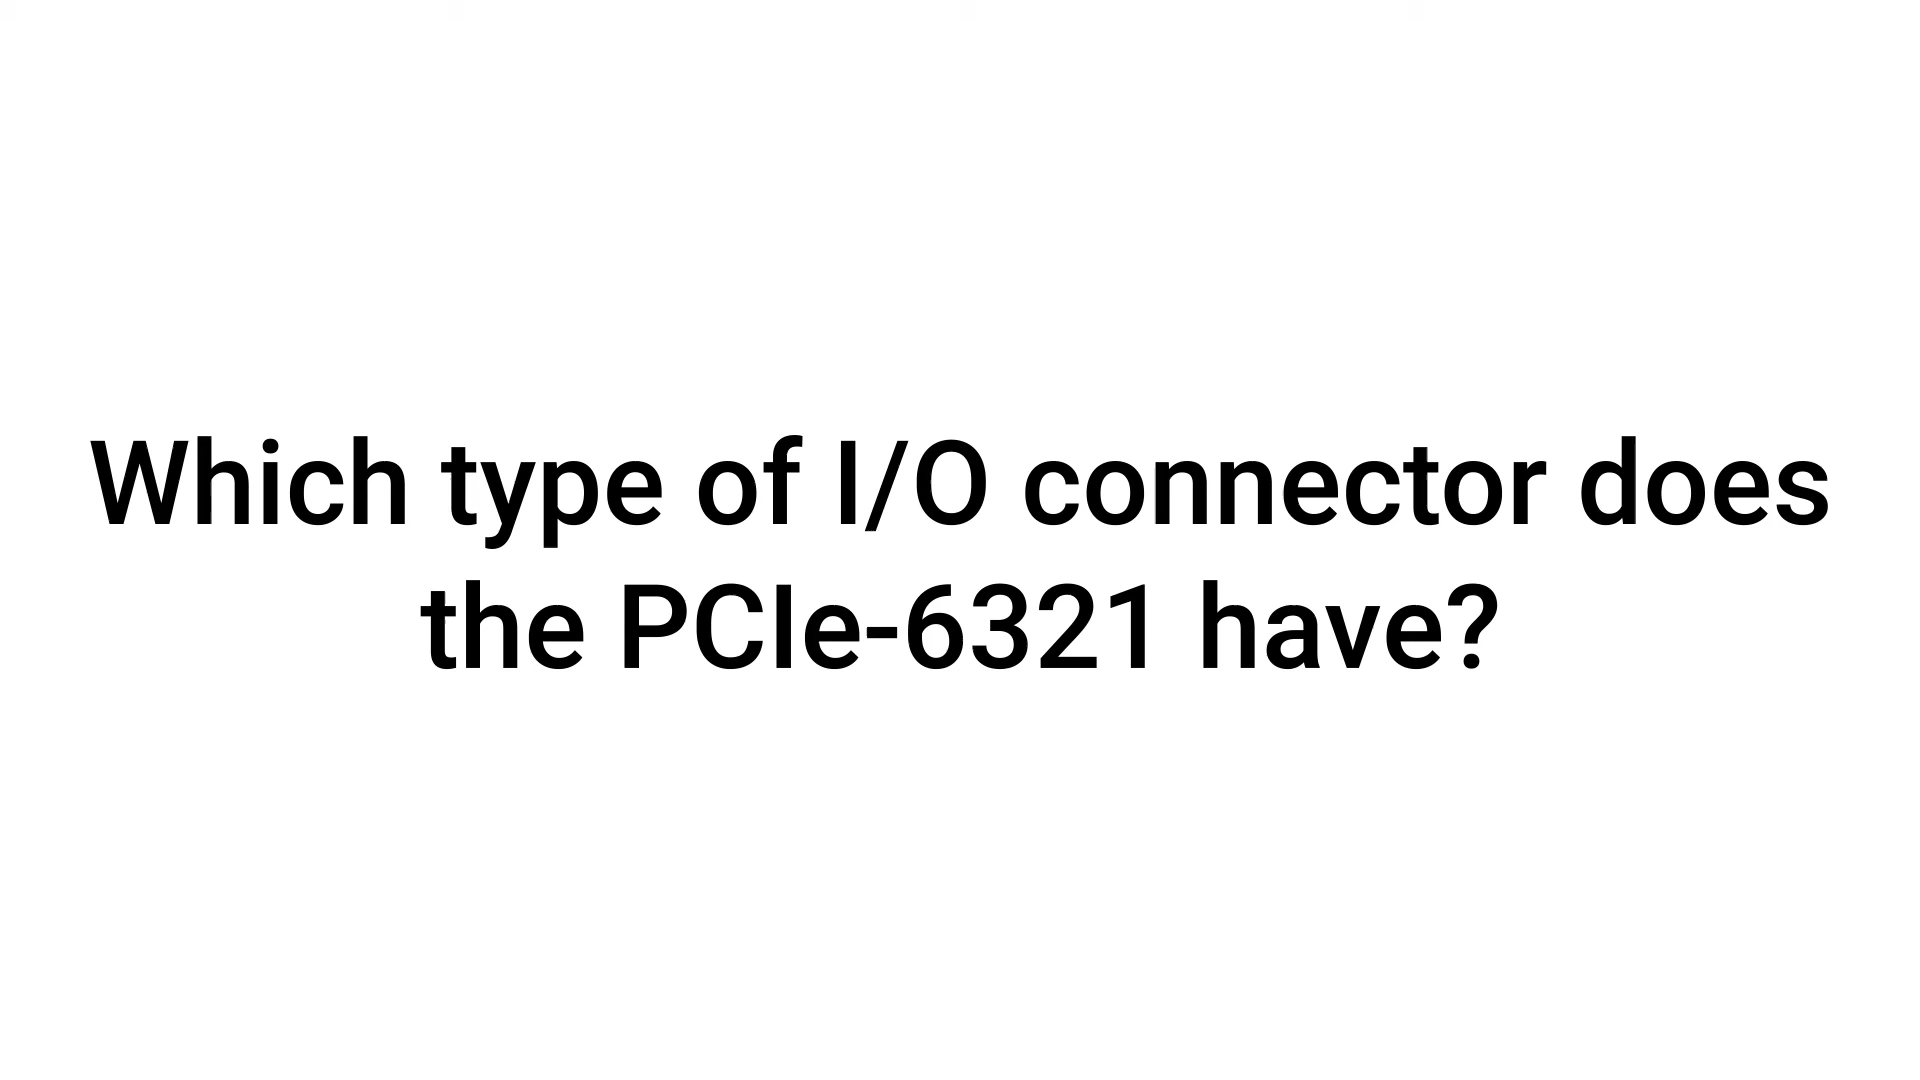 Which type of I/O connector does
the PCIe-6321 have?